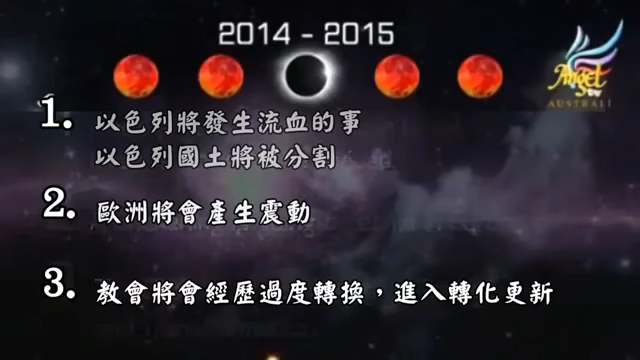 2014 - 2015
Angel
TV
AUSTRALI
1. 以色列將發生流血的事
以色列國土將被分割
2. 歐洲將會產生震動
3. 教會將會經歷過度轉換，進入轉化更新